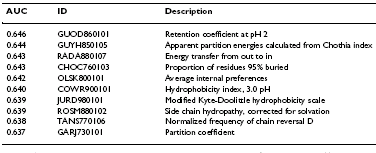 AUC ID Description
0.646 GUOD860101 Retention coefficient at pH 2
0.644 GUYH850105 Apparent partition energies calculated from Chothia index
0.643 RADA880107 Energy transfer from out to in
0.643 CHOC760103 Proportion of residues 95% buried
0.642 OLSK800101 Average internal preferences
0.640 COWR900101 Hydrophobicity index, 3.0 pH
0.639 JURD980101 Modified Kyte-Doolittle hydrophobicity scale
0.639 ROSM880102 Side chain hydropathy, corrected for solvation
0.638 TANS770106 Normalized frequency of chain reversal D
0.637 GARJ730101 Partition coefficient